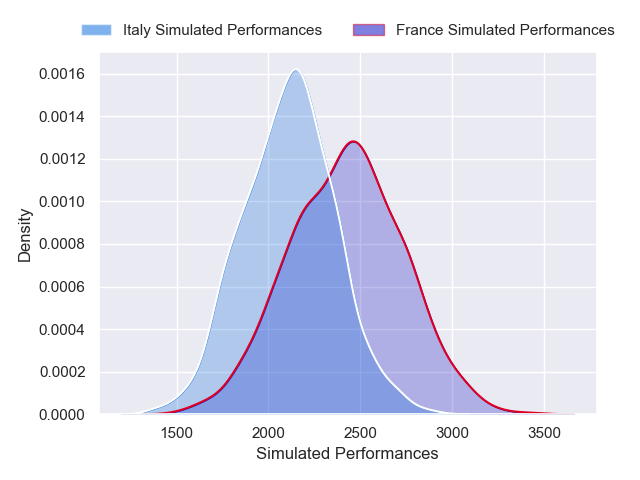 Italy Simulated Performances France Simulated Performances
0.0016
0.0014
0.0012
0.0010
0.0008
0.0006
0.0004
0.0002
0.0000
Density
1500 2000 2500 3000 3500
Simulated Performances